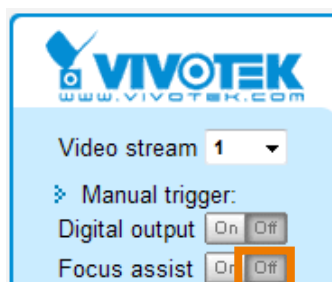 VIVOTEK
www.vivotek.com
Video stream 1
Manual trigger:
Digital output On Off
Focus assist On Off